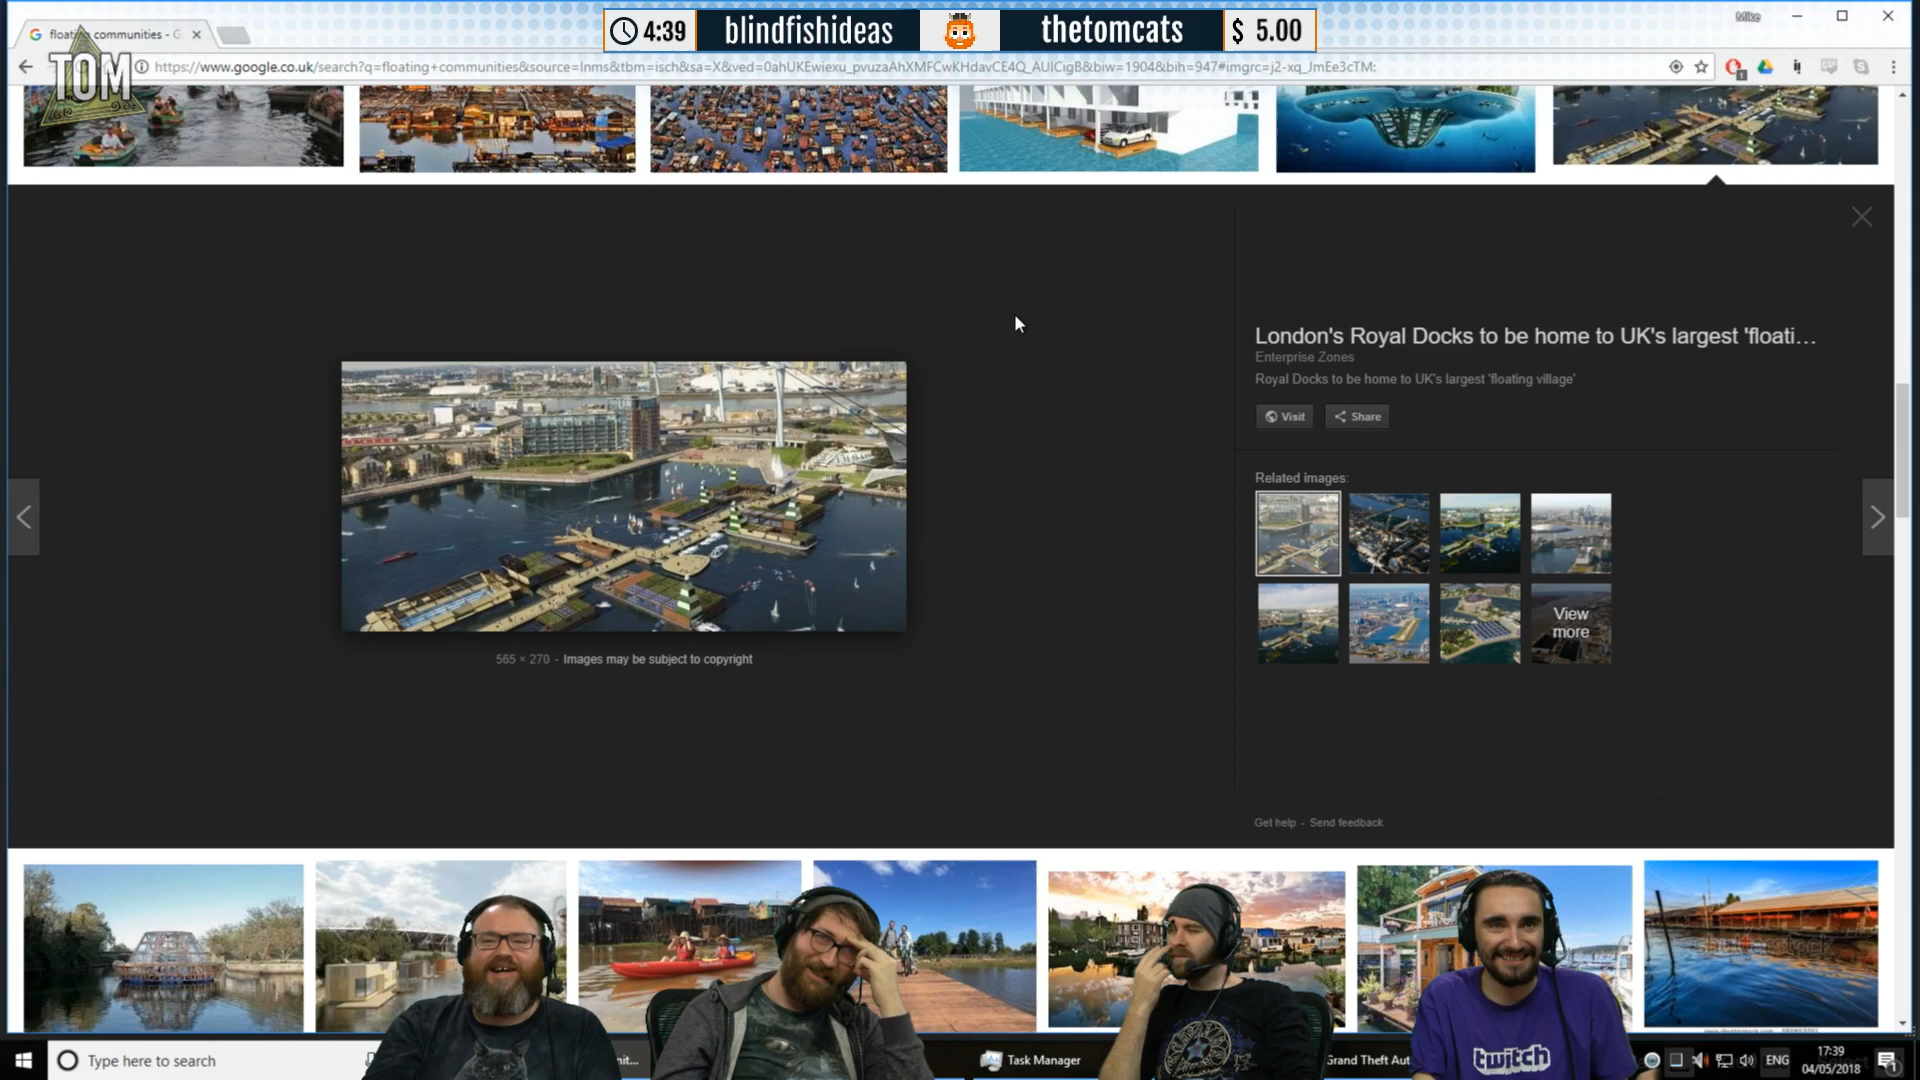 4:39 blindfishideas thetomcats $ 5.00
Mike
floating communities - G
TOM
https://www.google.co.uk/search?q=floating+communities&source=lnms&tbm=isch&sa=X&ved=0ahUKEwiexu_pvuzaAhXMFCwKHdavCE4Q_AUICigB&biw=1904&bih=947#imgrc=j2-xq_JmEe3cTM:
London's Royal Docks to be home to UK's largest 'floati…
Enterprise Zones
Royal Docks to be home to UK's largest 'floating village'
Visit Share
Related images:
View
more
565 × 270 - Images may be subject to copyright
Get help - Send feedback
shutterstock
twitch
Type here to search
Task Manager
Grand Theft Aut
ENG
17:39
04/05/2018